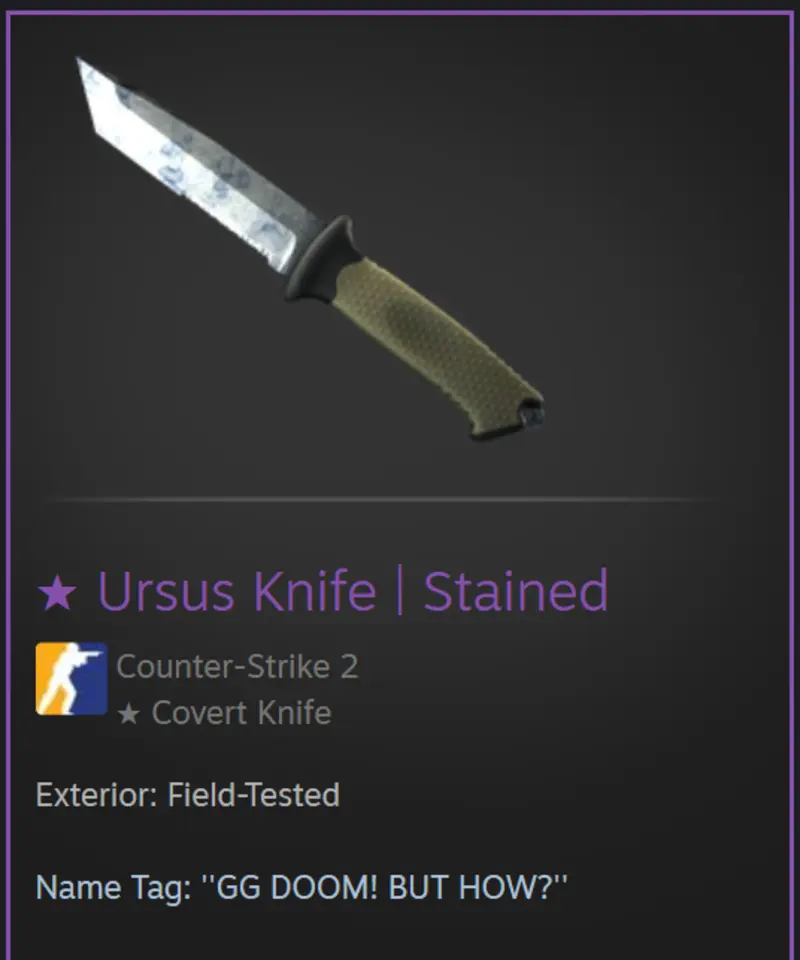 ★ Ursus Knife | Stained
Counter-Strike 2
★ Covert Knife
Exterior: Field-Tested
Name Tag: ''GG DOOM! BUT HOW?''